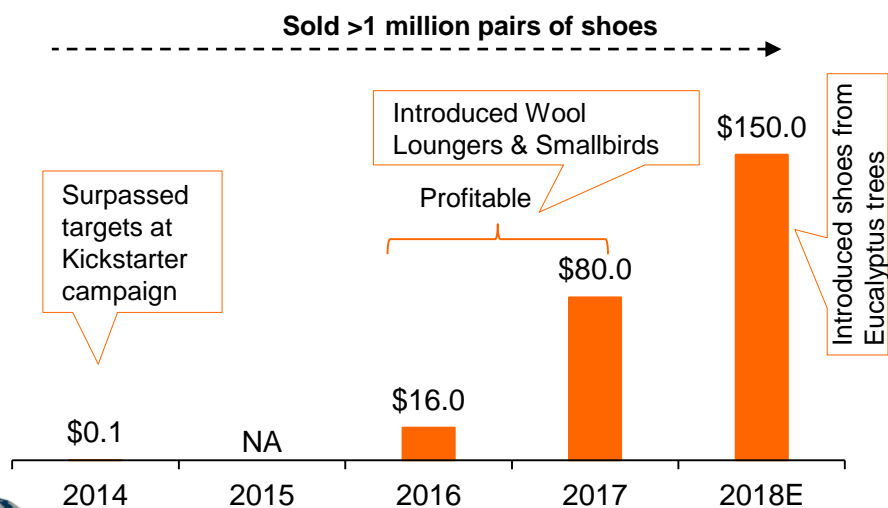 Sold >1 million pairs of shoes
Introduced Wool
Loungers & Smallbirds
Surpassed
targets at
Kickstarter
campaign
Profitable
Introduced shoes from
Eucalyptus trees
$0.1
NA
$16.0
$80.0
$150.0
2014
2015
2016
2017
2018E